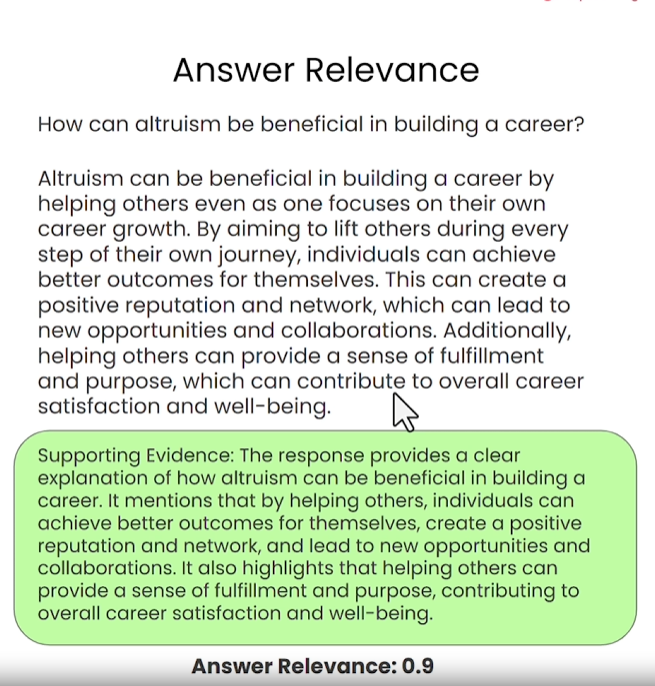 Answer Relevance
How can altruism be beneficial in building a career?
Altruism can be beneficial in building a career by
helping others even as one focuses on their own
career growth. By aiming to lift others during every
step of their own journey, individuals can achieve
better outcomes for themselves. This can create a
positive reputation and network, which can lead to
new opportunities and collaborations. Additionally,
helping others can provide a sense of fulfillment
and purpose, which can contribute to overall career
satisfaction and well-being.
Supporting Evidence: The response provides a clear
explanation of how altruism can be beneficial in building a
career. It mentions that by helping others, individuals can
achieve better outcomes for themselves, create a positive
reputation and network, and lead to new opportunities and
collaborations. It also highlights that helping others can
provide a sense of fulfillment and purpose, contributing to
overall career satisfaction and well-being.
Answer Relevance: 0.9